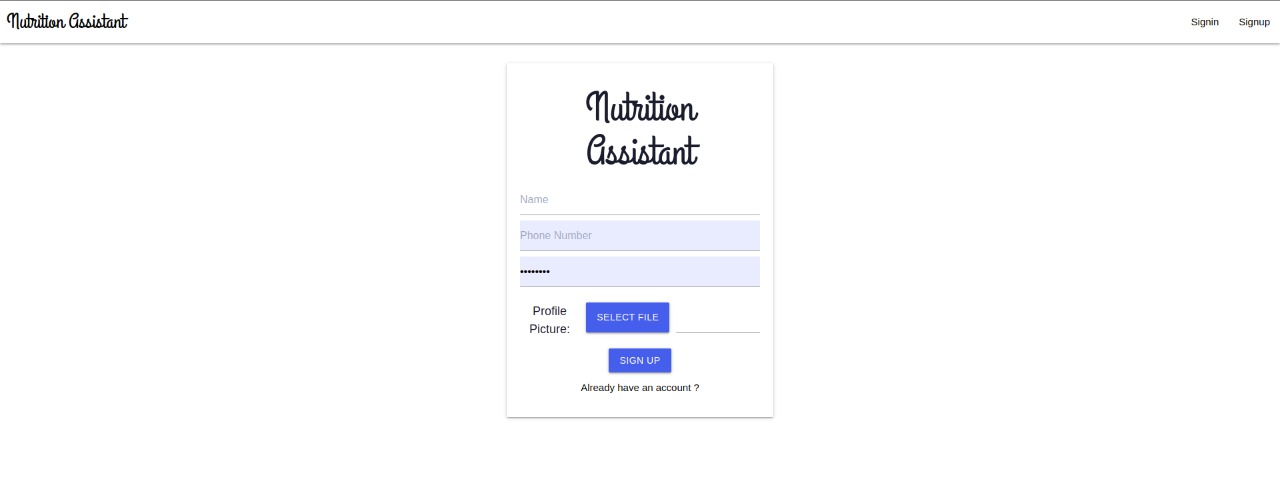 Nutrition Assistant
Signin Signup
Nutrition
Assistant
Name
Phone Number
••••••••
Profile
Picture:
SELECT FILE
SIGN UP
Already have an account ?